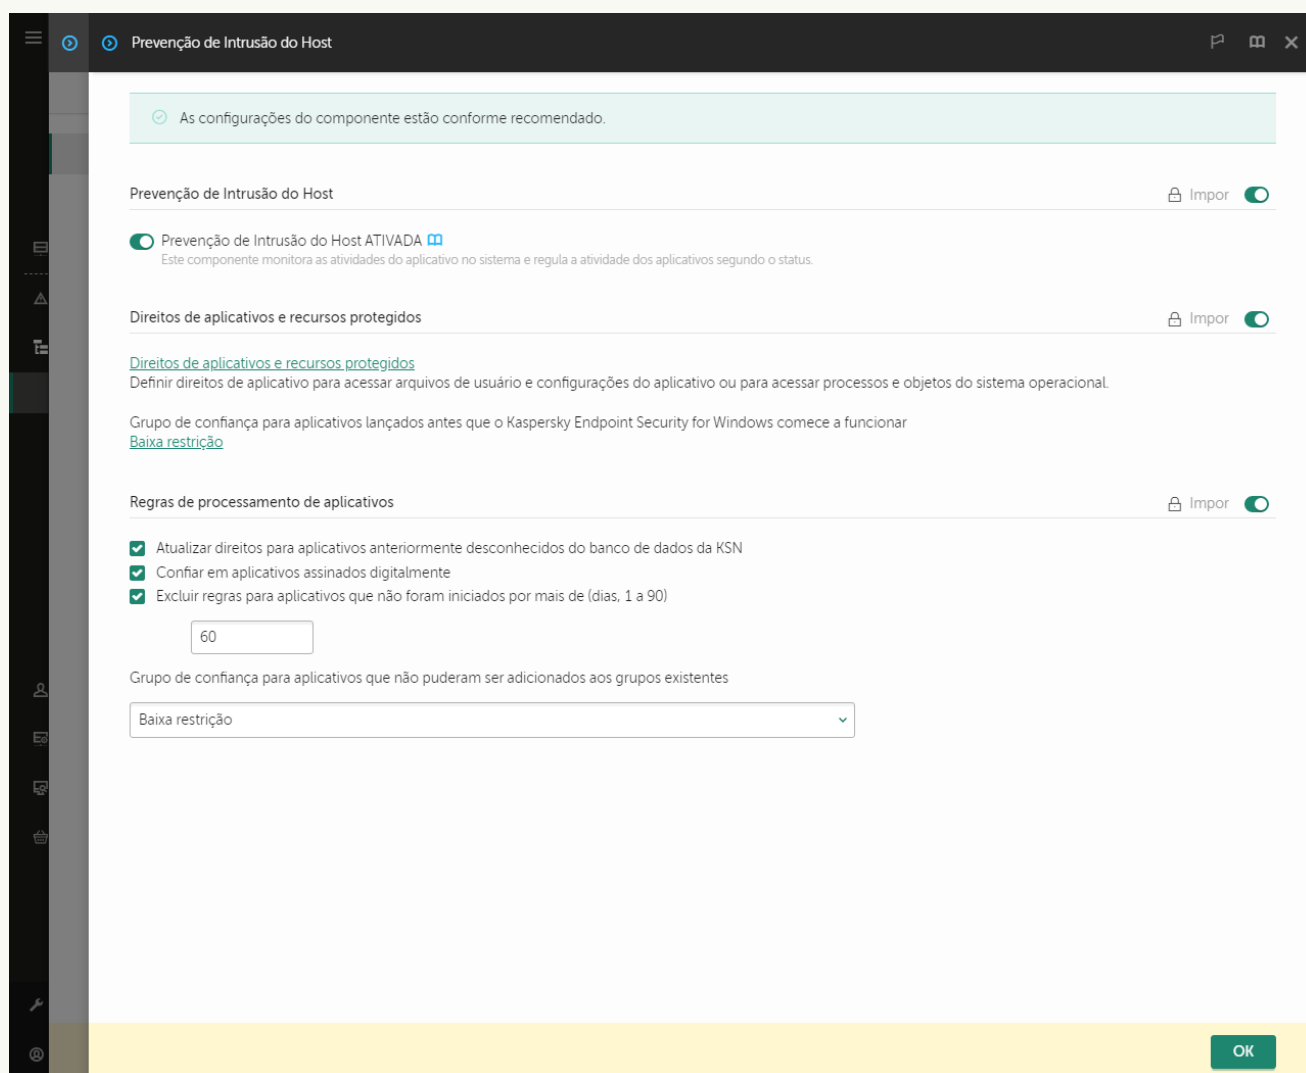 Prevenção de Intrusão do Host
As configurações do componente estão conforme recomendado.
Prevenção de Intrusão do Host
Impor
Prevenção de Intrusão do Host ATIVADA
Este componente monitora as atividades do aplicativo no sistema e regula a atividade dos aplicativos segundo o status.
Direitos de aplicativos e recursos protegidos
Impor
Direitos de aplicativos e recursos protegidos
Definir direitos de aplicativo para acessar arquivos de usuário e configurações do aplicativo ou para acessar processos e objetos do sistema operacional.
Grupo de confiança para aplicativos lançados antes que o Kaspersky Endpoint Security for Windows comece a funcionar
Baixa restrição
Regras de processamento de aplicativos
Impor
Atualizar direitos para aplicativos anteriormente desconhecidos do banco de dados da KSN
Confiar em aplicativos assinados digitalmente
Excluir regras para aplicativos que não foram iniciados por mais de (dias, 1 a 90)
60
Grupo de confiança para aplicativos que não puderam ser adicionados aos grupos existentes
Baixa restrição
OK